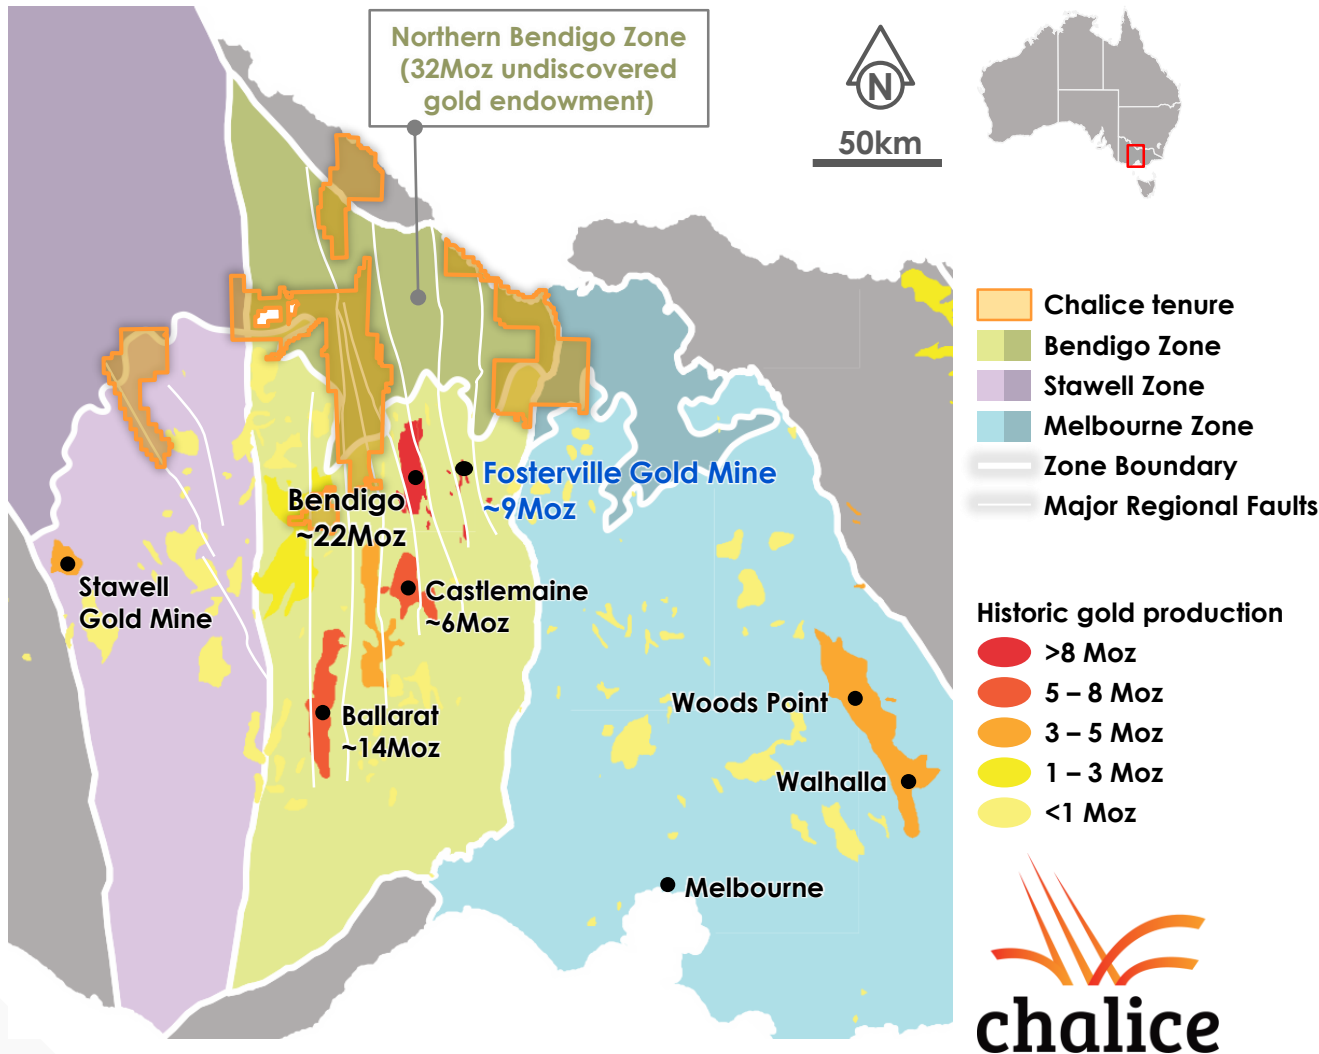 Northern Bendigo Zone
(32Moz undiscovered
gold endowment)
N
50km
Chalice tenure
Bendigo Zone
Stawell Zone
Melbourne Zone
Zone Boundary
Major Regional Faults
Fosterville Gold Mine
~9Moz
Bendigo
~22Moz
Stawell
Gold Mine
Castlemaine
~6Moz
Ballarat
~14Moz
Woods Point
Walhalla
Melbourne
Historic gold production
>8 Moz
5 – 8 Moz
3 – 5 Moz
1 – 3 Moz
<1 Moz
chalice